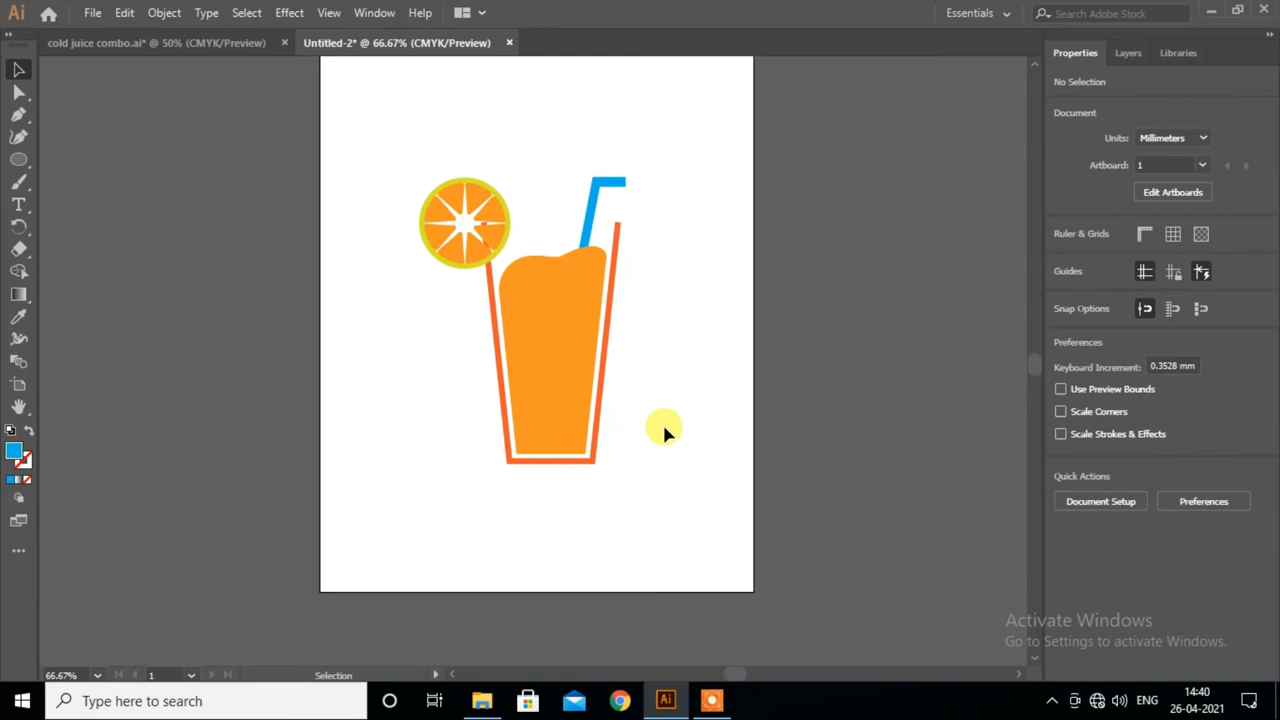 Ai File Edit Object Type Select Effect View Window Help Essentials Search Adobe Stock
cold juice combo.ai* @ 50% (CMYK/Preview) Untitled-2* @ 66.67% (CMYK/Preview)
Properties Layers Libraries
No Selection
Document
Units: Millimeters
Artboard: 1
Edit Artboards
Ruler & Grids
Guides
Snap Options
Preferences
Keyboard Increment: 0.3528 mm
Use Preview Bounds
Scale Corners
Scale Strokes & Effects
Quick Actions
Document Setup Preferences
Activate Windows
Go to Settings to activate Windows.
66.67% 1 Selection
Type here to search Ai ENG 14:40
26-04-2021